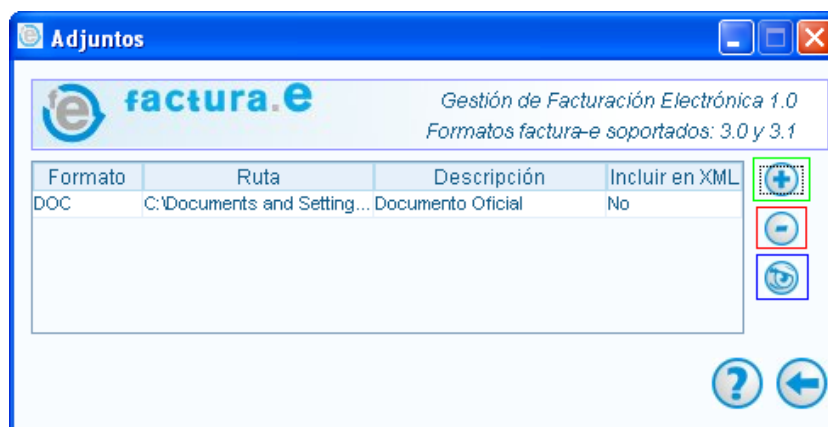 Adjuntos
factura.e
Gestión de Facturación Electrónica 1.0
Formatos factura-e soportados: 3.0 y 3.1
Formato Ruta Descripción Incluir en XML
DOC C:\Documents and Setting... Documento Oficial No